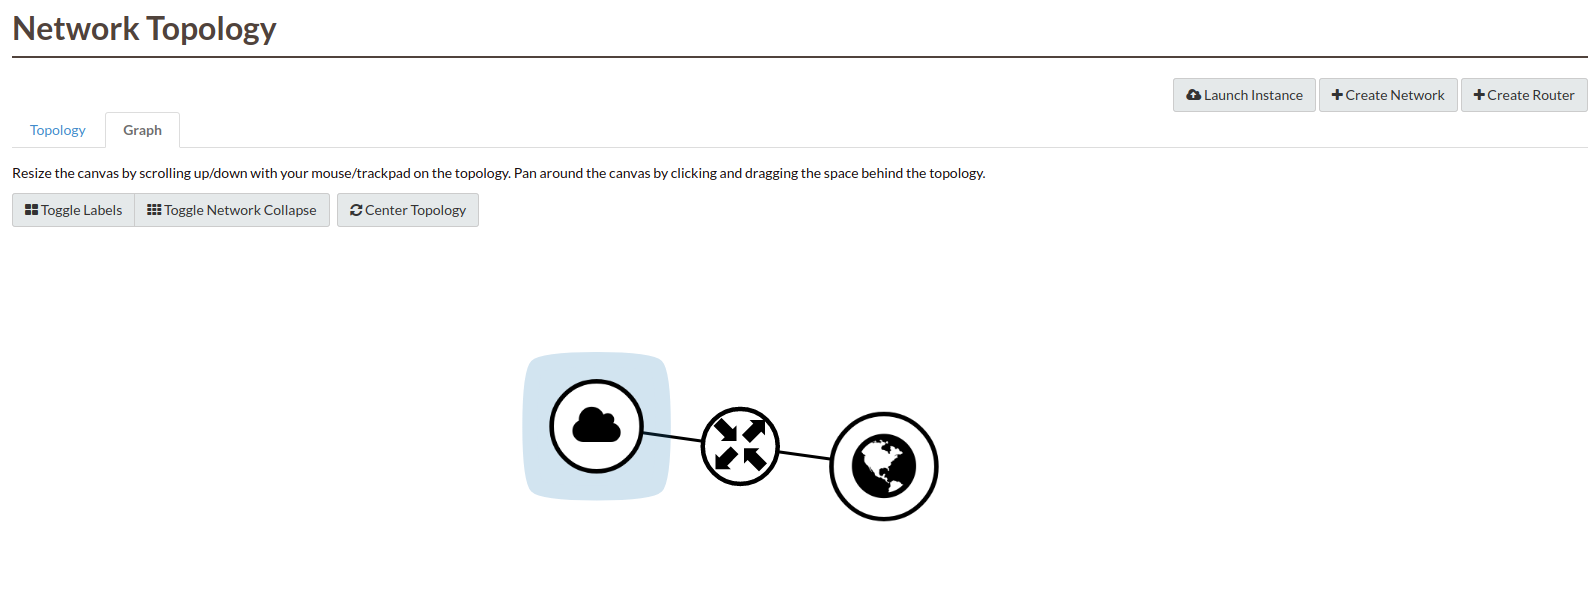 Network Topology
Launch Instance
Create Network
Create Router
Topology
Graph
Resize the canvas by scrolling up/down with your mouse/trackpad on the topology. Pan around the canvas by clicking and dragging the space behind the topology.
Toggle Labels
Toggle Network Collapse
Center Topology